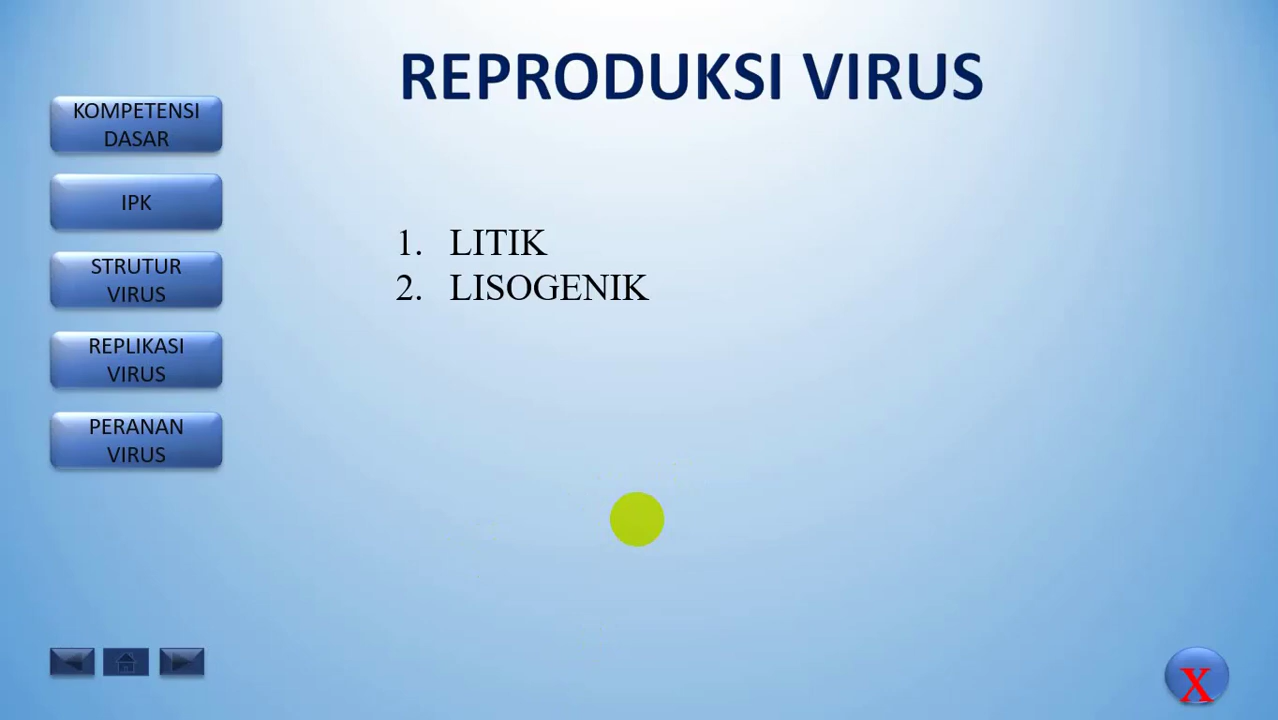 REPRODUKSI VIRUS
KOMPETENSI
DASAR
IPK
STRUTUR
VIRUS
REPLIKASI
VIRUS
PERANAN
VIRUS
1. LITIK
2. LISOGENIK
X